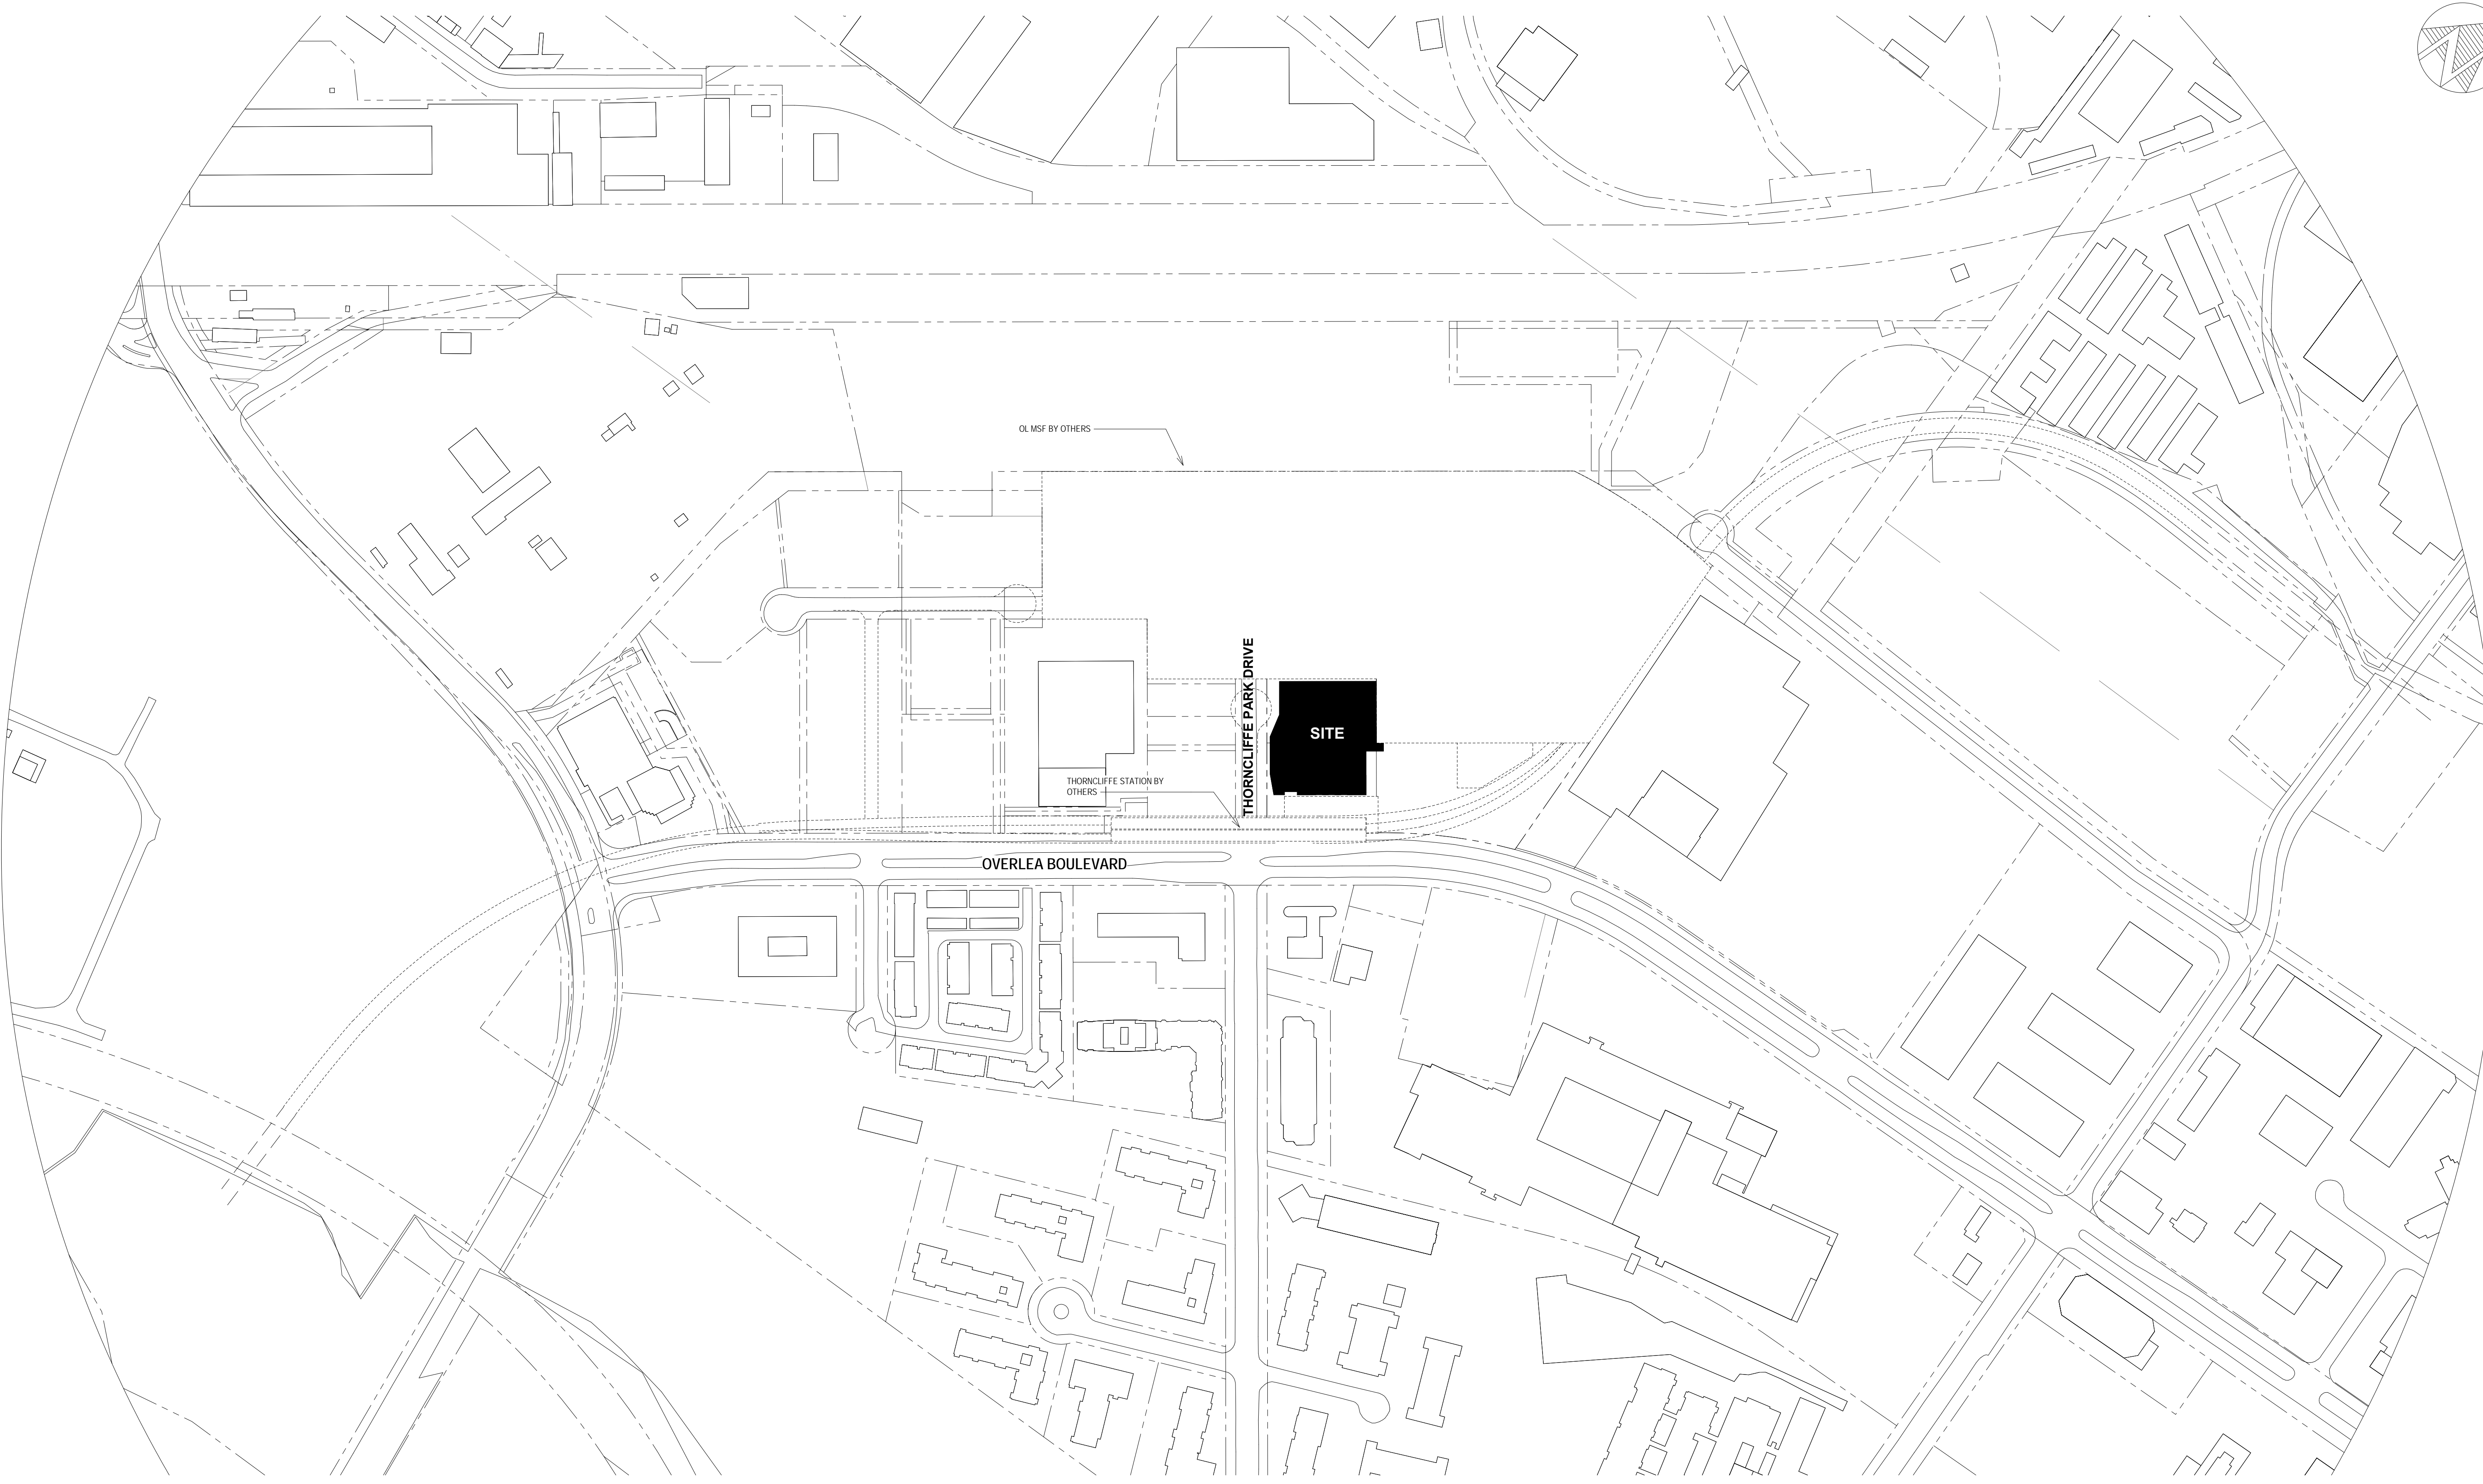 OL MSF BY OTHERS
THORNCLIFFE PARK DRIVE
SITE
THORNCLIFFE STATION BY
OTHERS
OVERLEA BOULEVARD